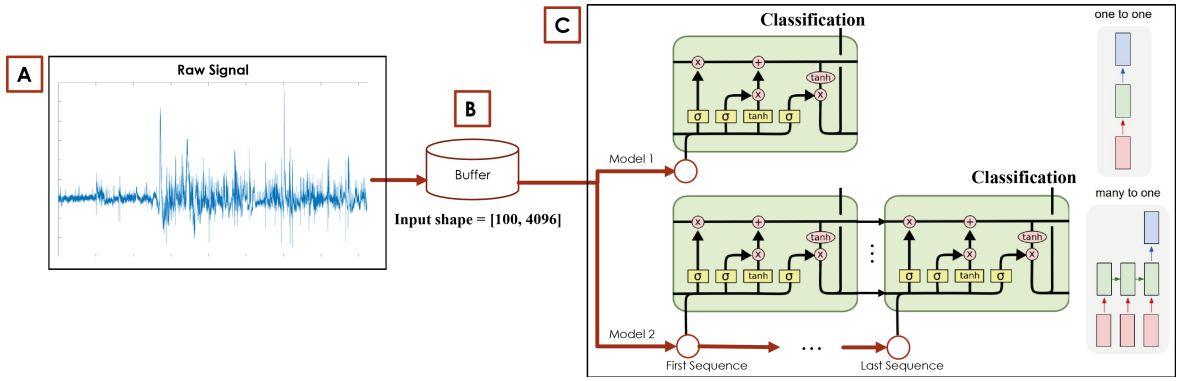 A
Raw Signal
B
Buffer
Input shape = [100, 4096]
C
Classification
x
+
tanh
x
x
σ
σ
tanh
σ
Model 1
one to one
Classification
x
+
tanh
x
x
σ
σ
tanh
σ
...
x
+
tanh
x
x
σ
σ
tanh
σ
Model 2
First Sequence
...
Last Sequence
many to one